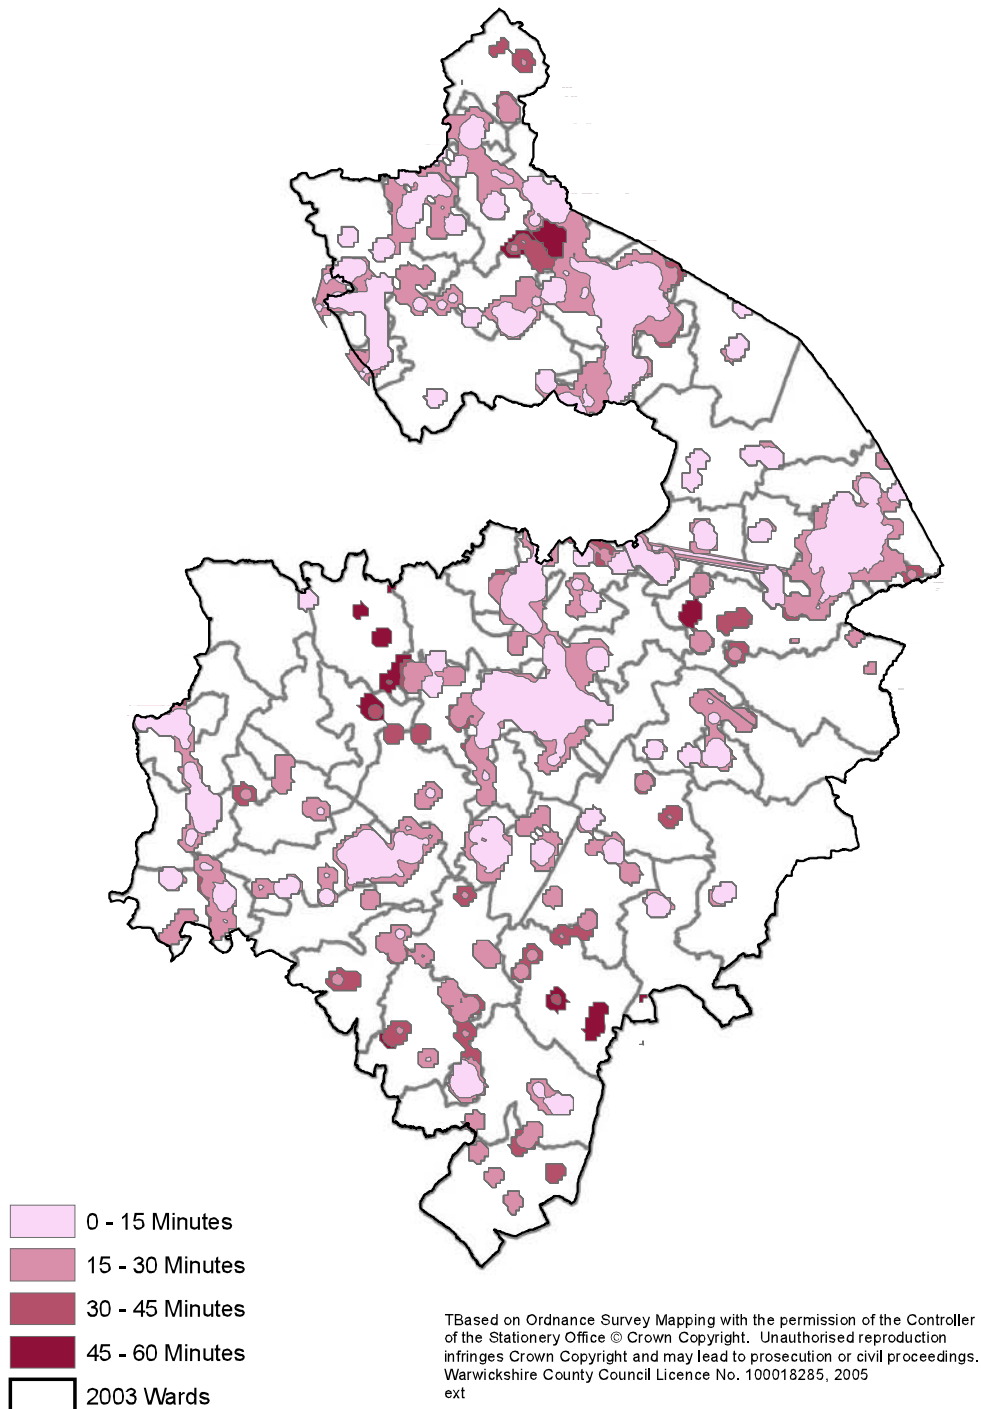 0 - 15 Minutes
15 - 30 Minutes
30 - 45 Minutes
45 - 60 Minutes
2003 Wards
TBased on Ordnance Survey Mapping with the permission of the Controller
of the Stationery Office © Crown Copyright.  Unauthorised reproduction
infringes Crown Copyright and may lead to prosecution or civil proceedings.
Warwickshire County Council Licence No. 100018285, 2005
ext